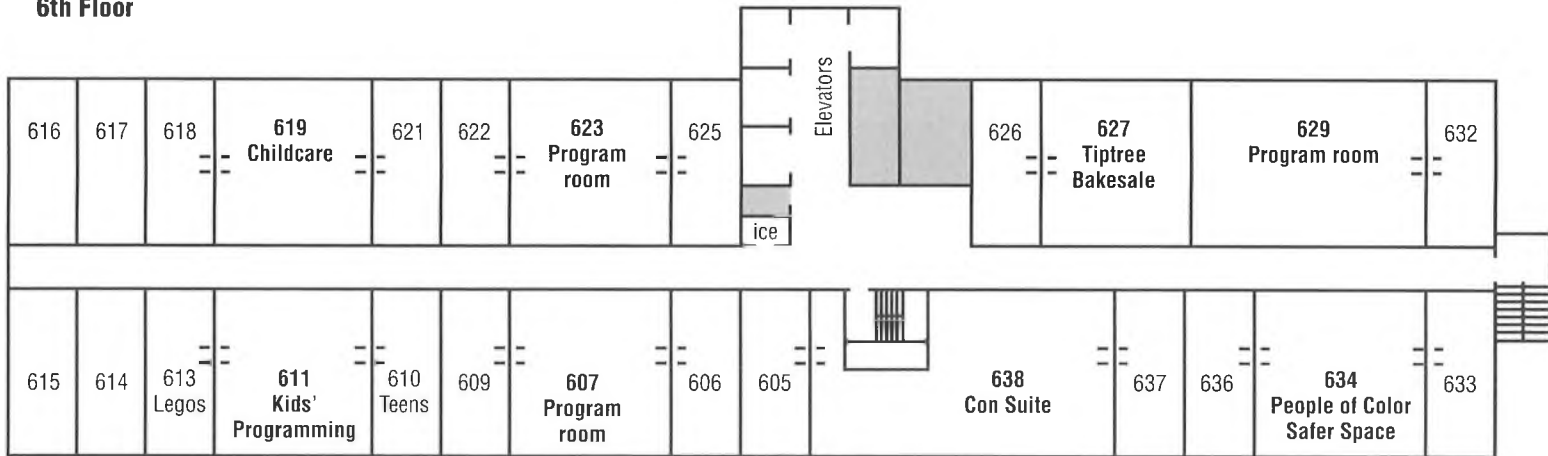 6th Floor
Elevators
616
617
618
619
Childcare
621
622
623
Program
room
625
626
627
Tiptree
Bakesale
629
Program room
632
ice
615
614
613
Legos
611
Kids'
Programming
610
Teens
609
607
Program
room
606
605
638
Con Suite
637
636
634
People of Color
Safer Space
633